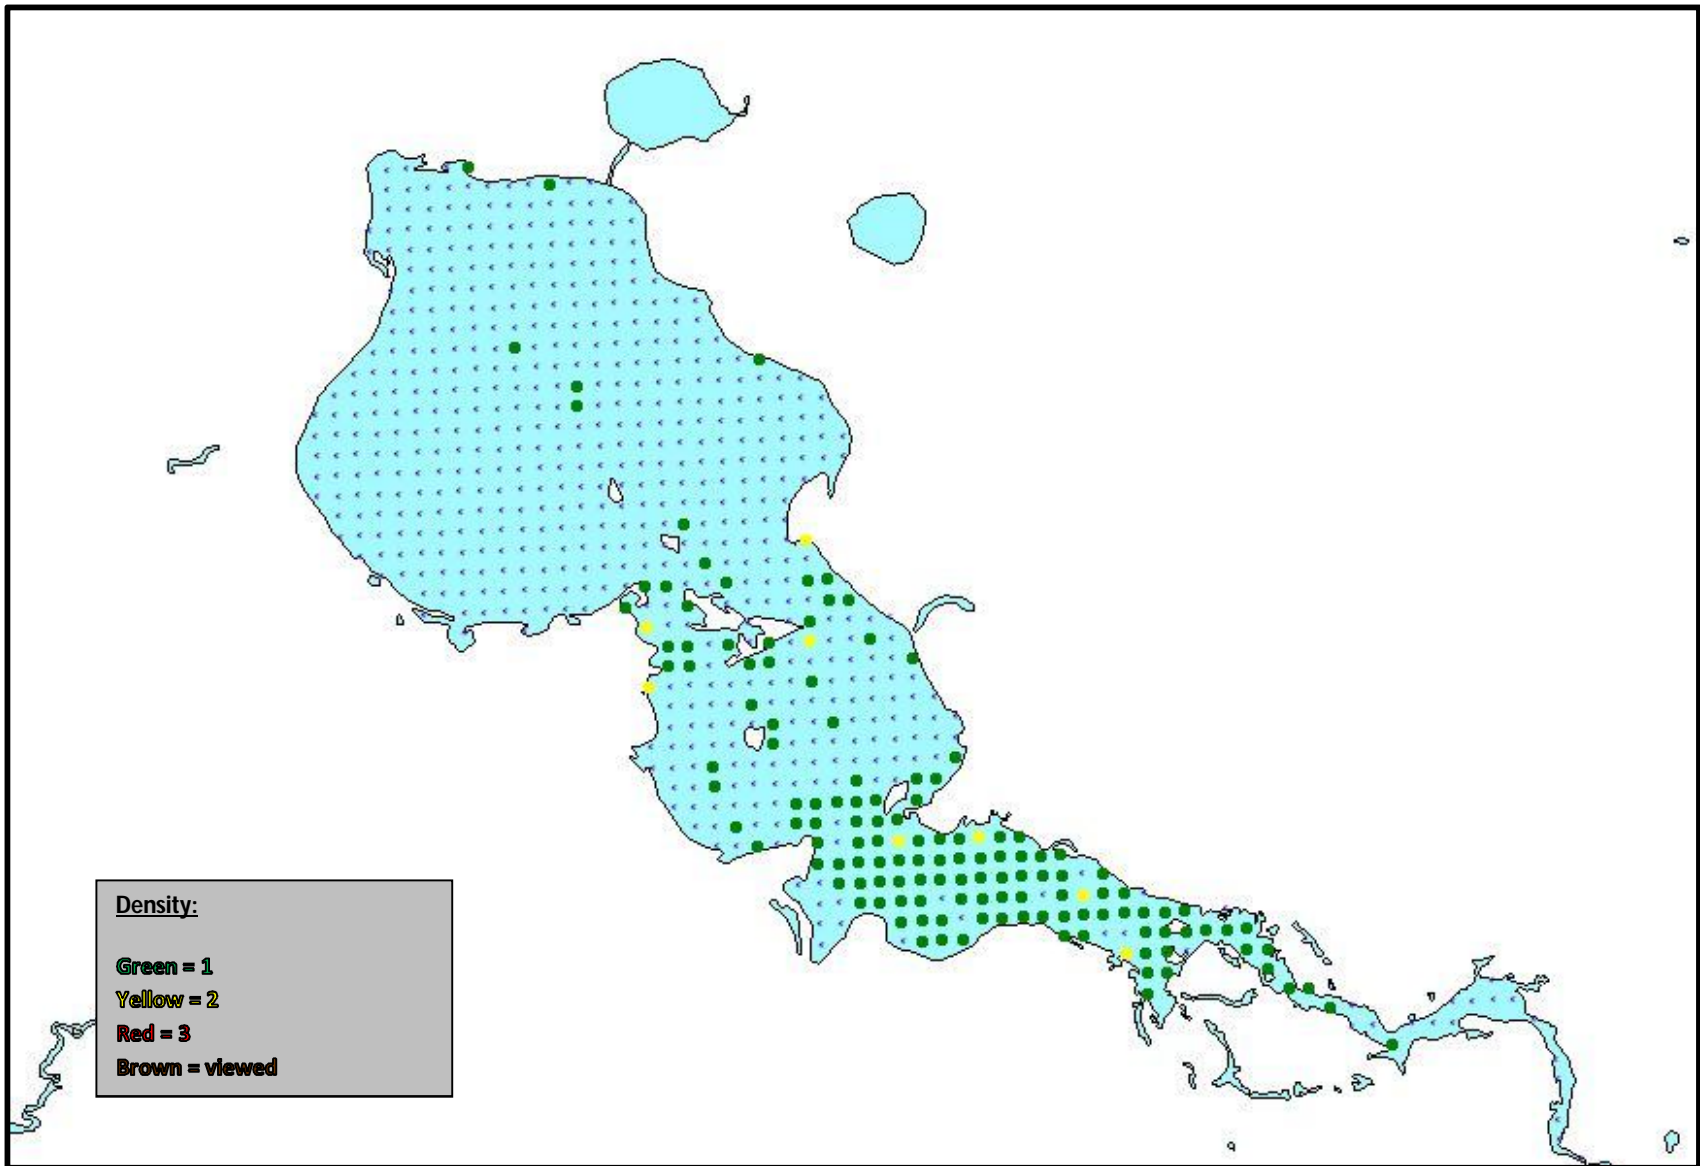 Density:
Green = 1
Yellow = 2
Red = 3
Brown = viewed